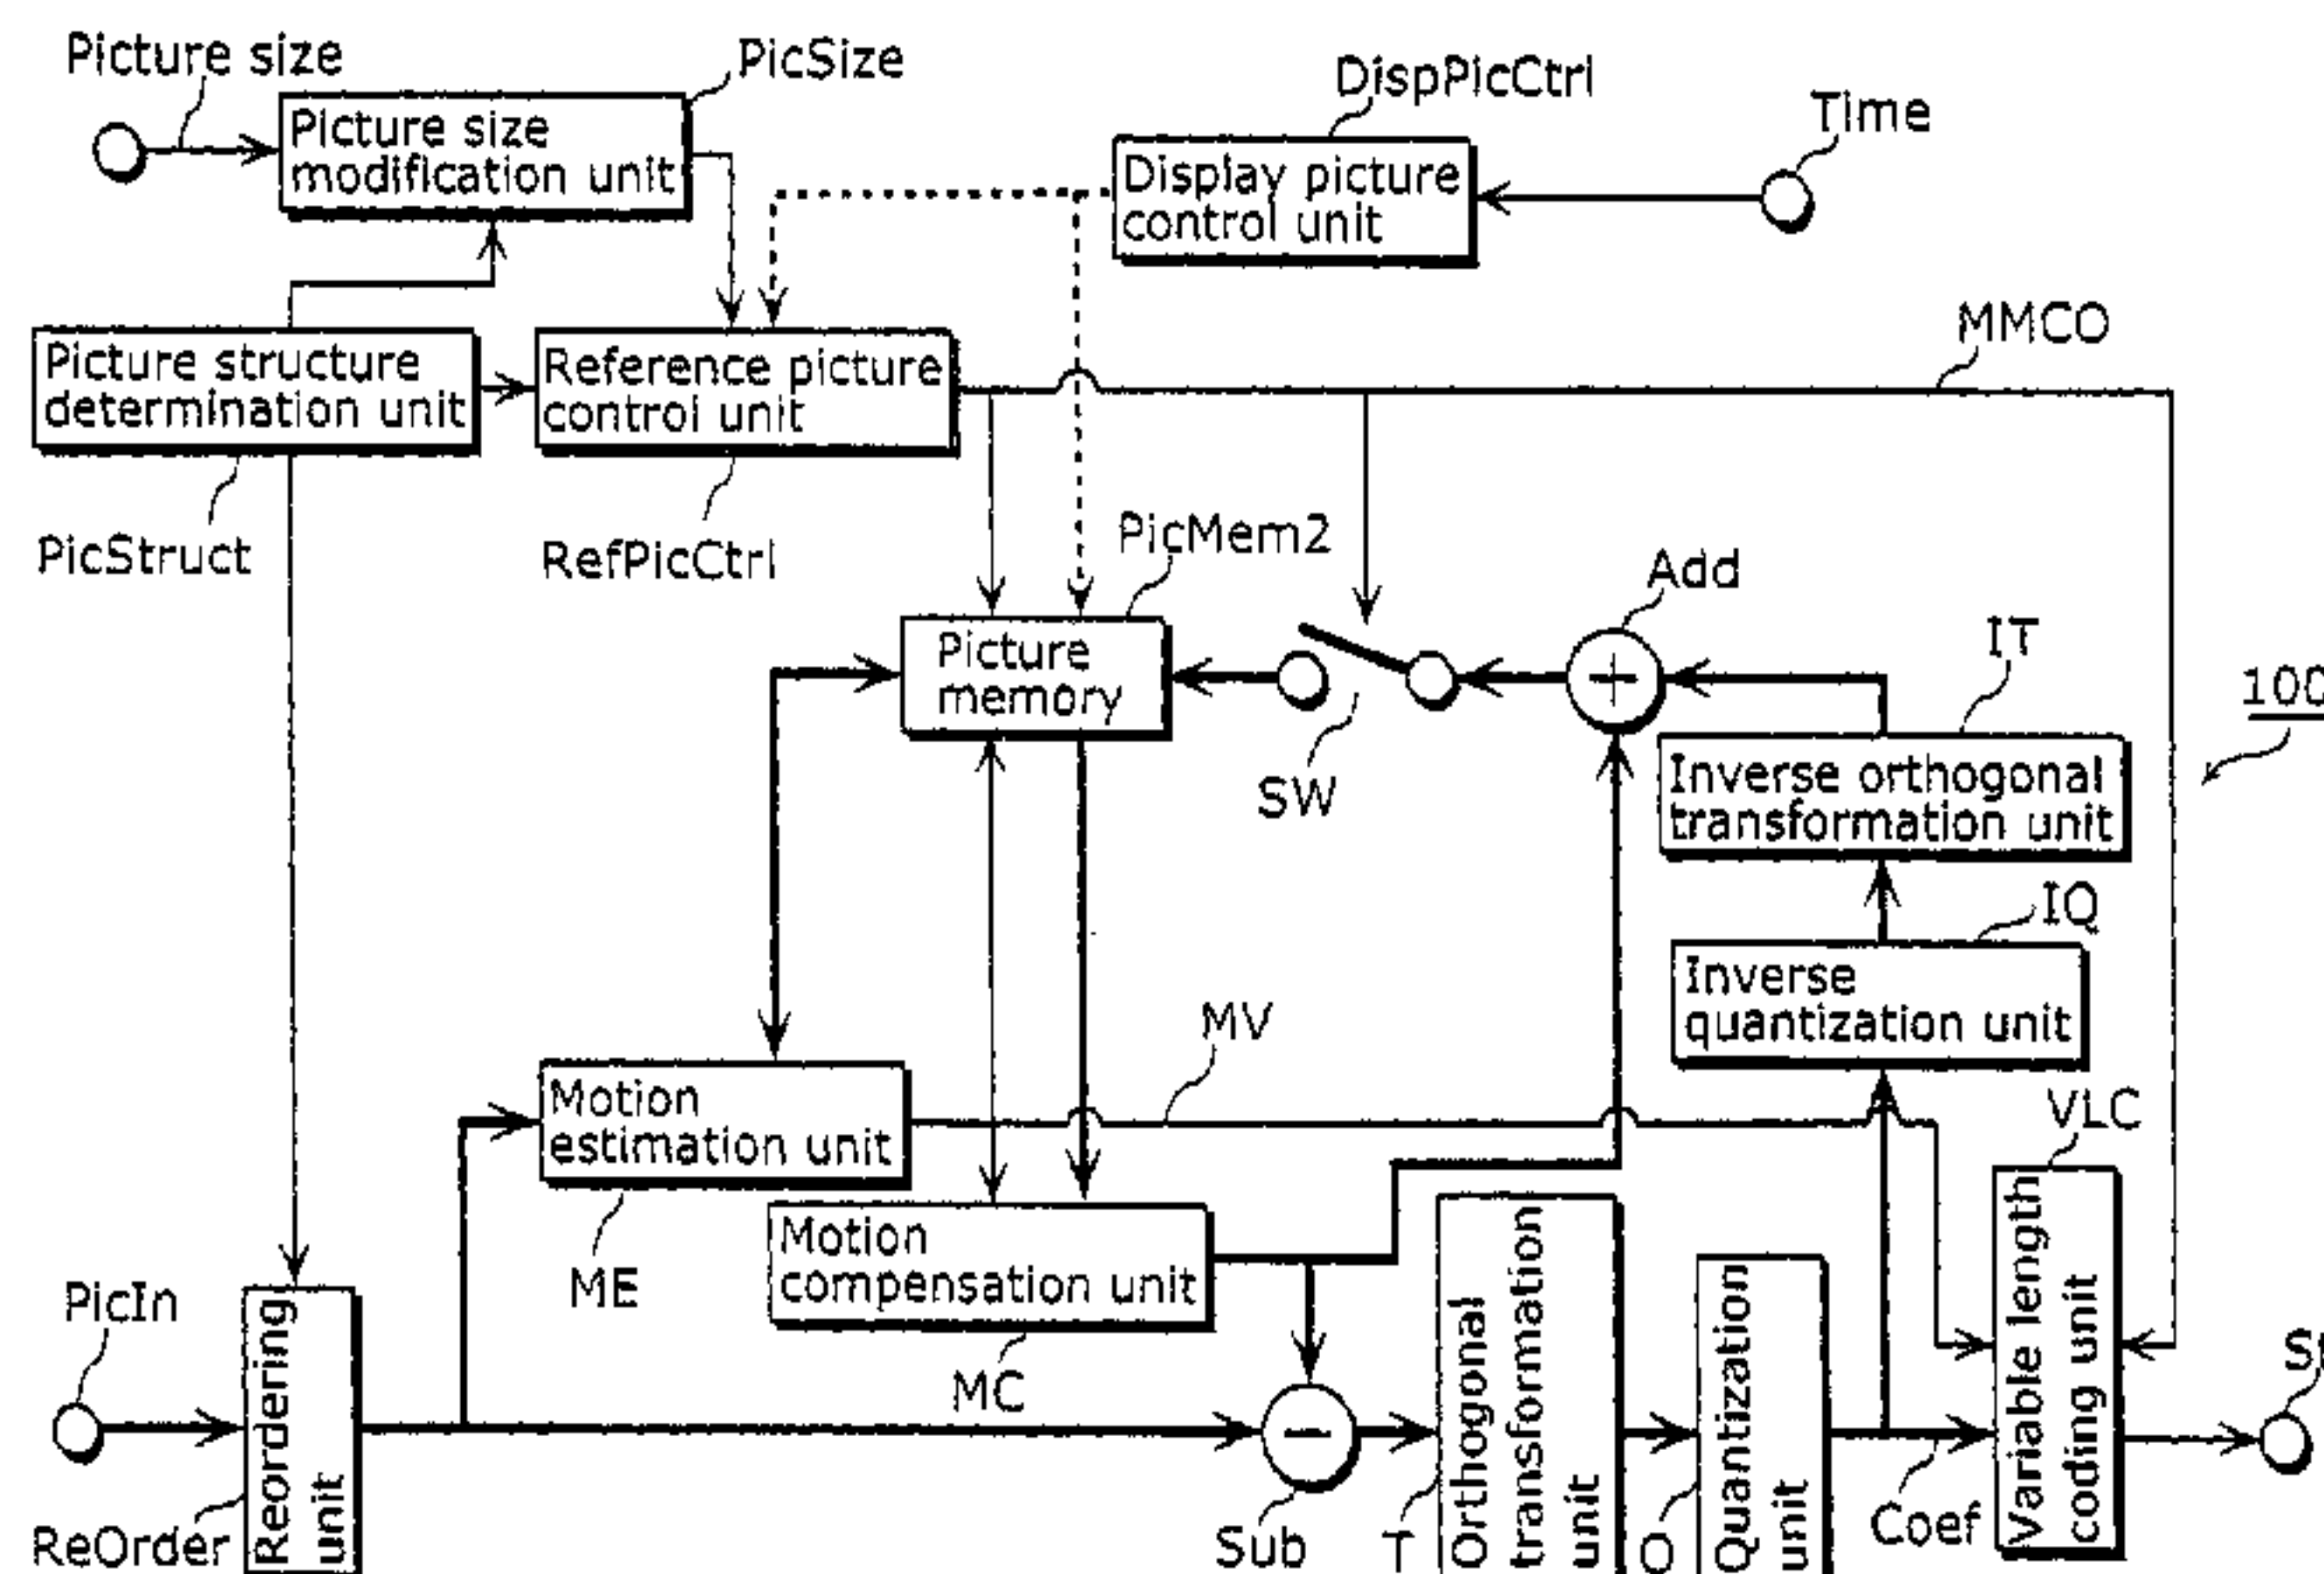 Picture size
PicSize
DispPicCtrl
Time
Picture size
modification unit
Display picture
control unit
MMCO
Picture structure
determination unit
Reference picture
control unit
PicStruct
RefPicCtrl
PicMem2
Add
IT
100
Picture
memory
SW
Inverse orthogonal
transformation unit
IQ
Inverse
quantization unit
MV
VLC
Motion
estimation unit
ME
Motion
compensation unit
MC
PicIn
Reordering
unit
ReOrder
Sub
T
Orthogonal
transformation
unit
Quantization
unit
Coef
Variable length
coding unit